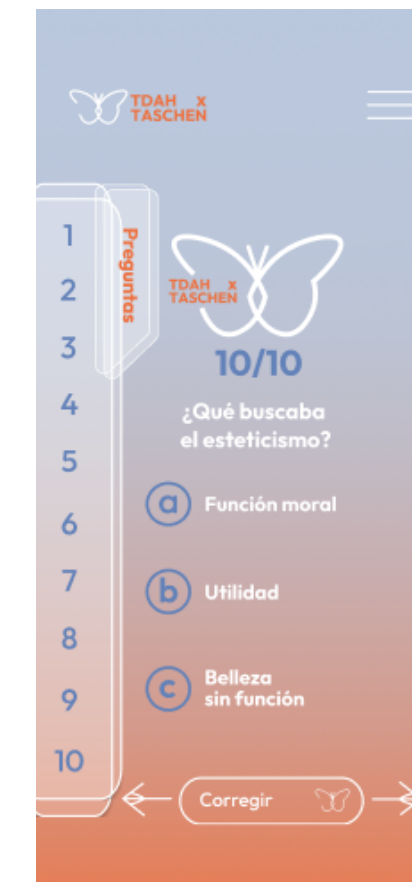 TDAH x
TASCHEN
Preguntas
1
2
3
4
5
6
7
8
9
10
TDAH x
TASCHEN
10/10
¿Qué buscaba
el esteticismo?
a Función moral
b Utilidad
c Belleza
sin función
Corregir